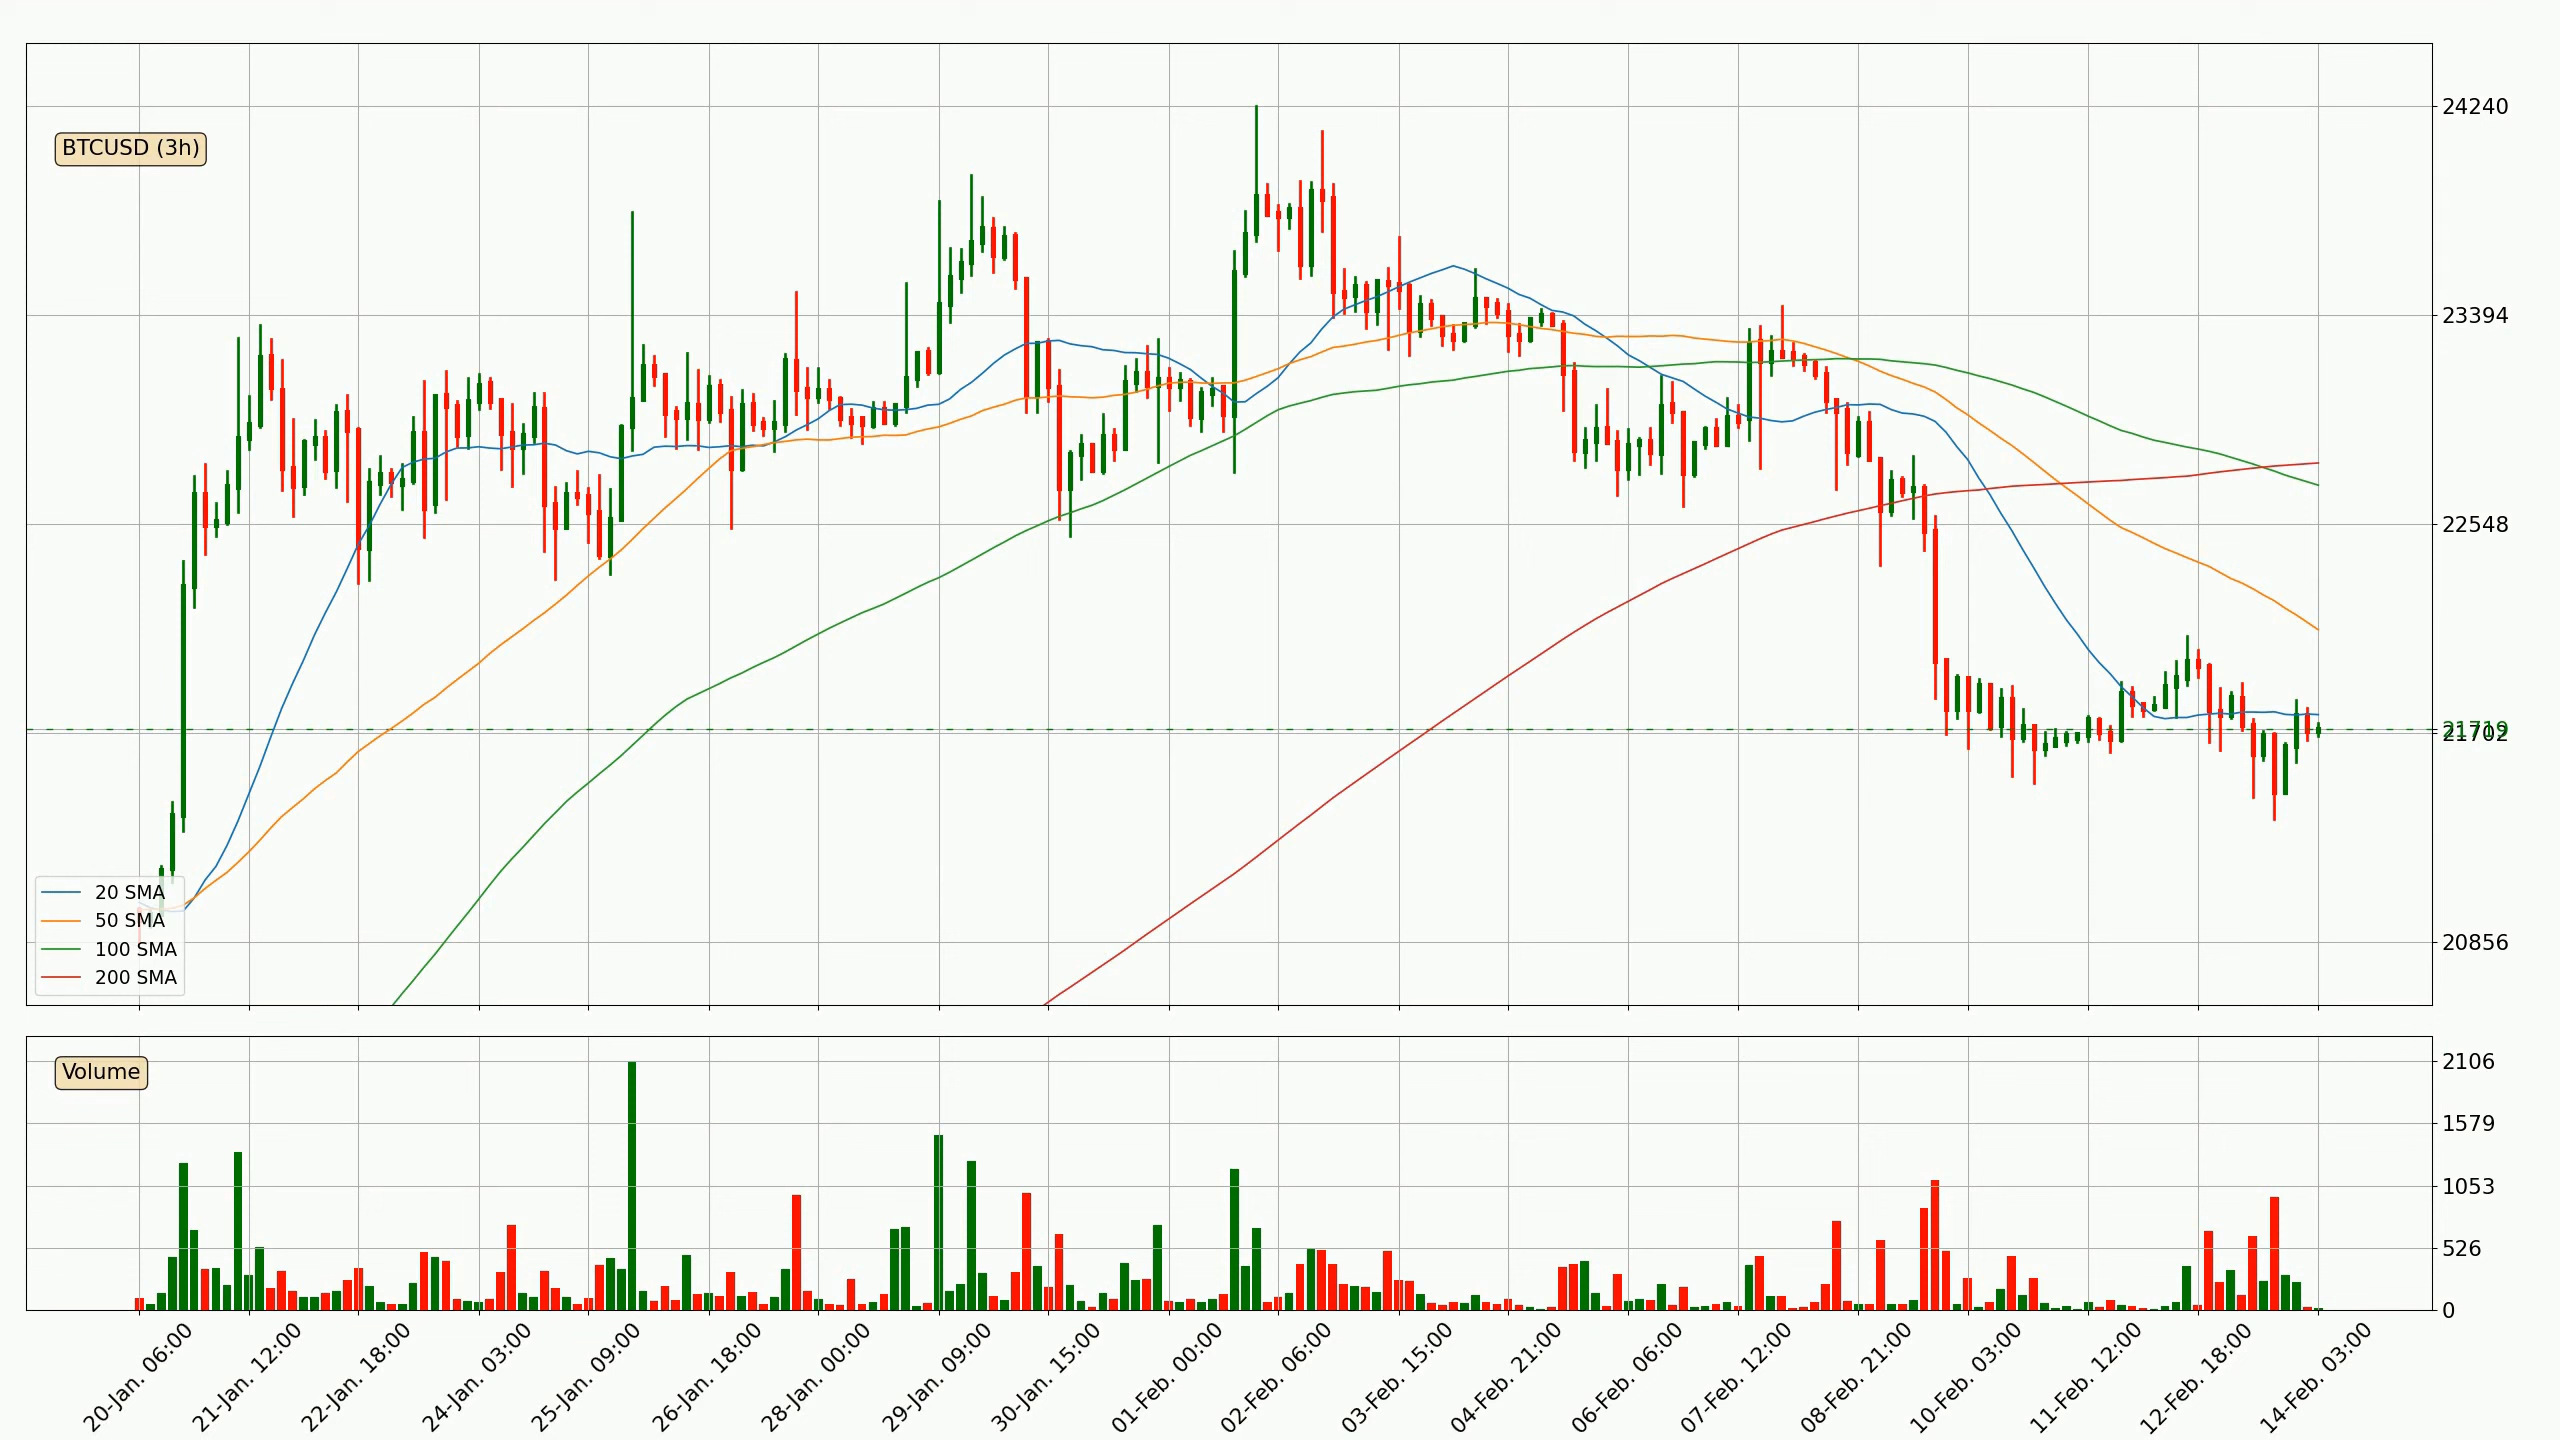 BTCUSD (3h)
24240
23394
22548
21719
21702
20856
20 SMA
50 SMA
100 SMA
200 SMA
Volume
2106
1579
1053
526
0
20-Jan. 06:00
21-Jan. 12:00
22-Jan. 18:00
24-Jan. 03:00
25-Jan. 09:00
26-Jan. 18:00
28-Jan. 00:00
29-Jan. 09:00
30-Jan. 15:00
01-Feb. 00:00
02-Feb. 06:00
03-Feb. 15:00
04-Feb. 21:00
06-Feb. 06:00
07-Feb. 12:00
08-Feb. 21:00
10-Feb. 03:00
11-Feb. 12:00
12-Feb. 18:00
14-Feb. 03:00